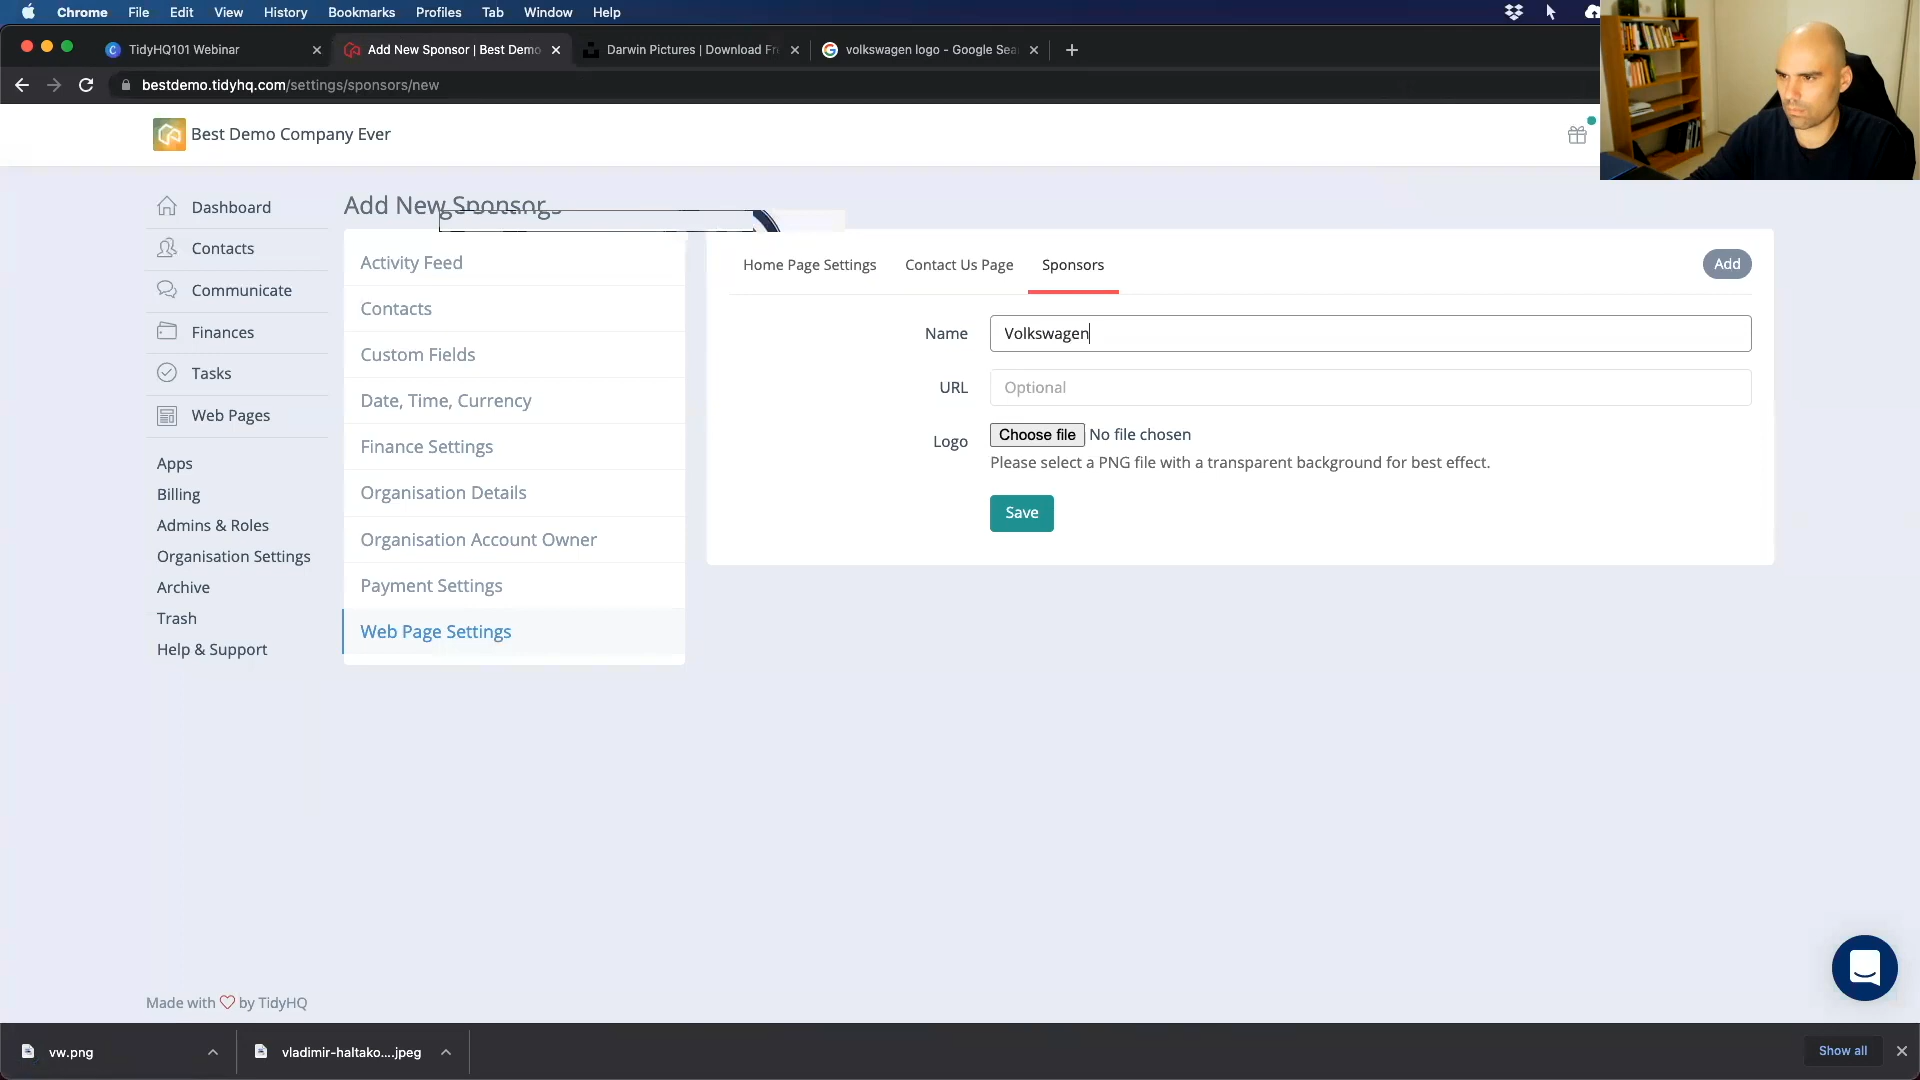 Chrome File Edit View History Bookmarks Profiles Tab Window Help
TidyHQ101 Webinar
Add New Sponsor | Best Demo
Darwin Pictures | Download Fr
volkswagen logo - Google Sea
bestdemo.tidyhq.com/settings/sponsors/new
Best Demo Company Ever
Dashboard
Contacts
Communicate
Finances
Tasks
Web Pages
Apps
Billing
Admins & Roles
Organisation Settings
Archive
Trash
Help & Support
Add New Sponsors
Activity Feed
Contacts
Custom Fields
Date, Time, Currency
Finance Settings
Organisation Details
Organisation Account Owner
Payment Settings
Web Page Settings
Home Page Settings Contact Us Page Sponsors Add
Name Volkswagen
URL Optional
Logo Choose file No file chosen
Please select a PNG file with a transparent background for best effect.
Save
Made with by TidyHQ
vw.png vladimir-haltako....jpeg Show all